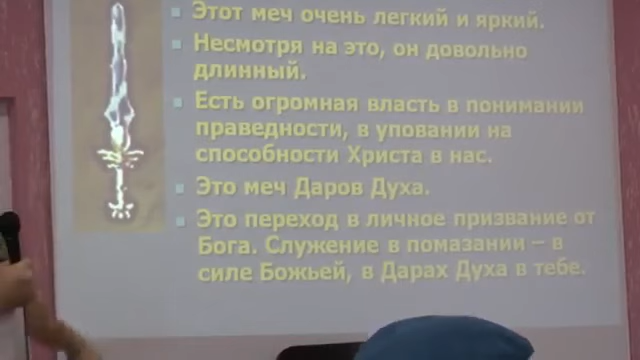 Этот меч очень легкий и яркий.
Несмотря на это, он довольно
длинный.
Есть огромная власть в понимании
праведности, в уповании на
способности Христа в нас.
Это меч Даров Духа.
Это переход в личное призвание от
Бога. Служение в помазании – в
силе Божьей, в Дарах Духа в тебе.